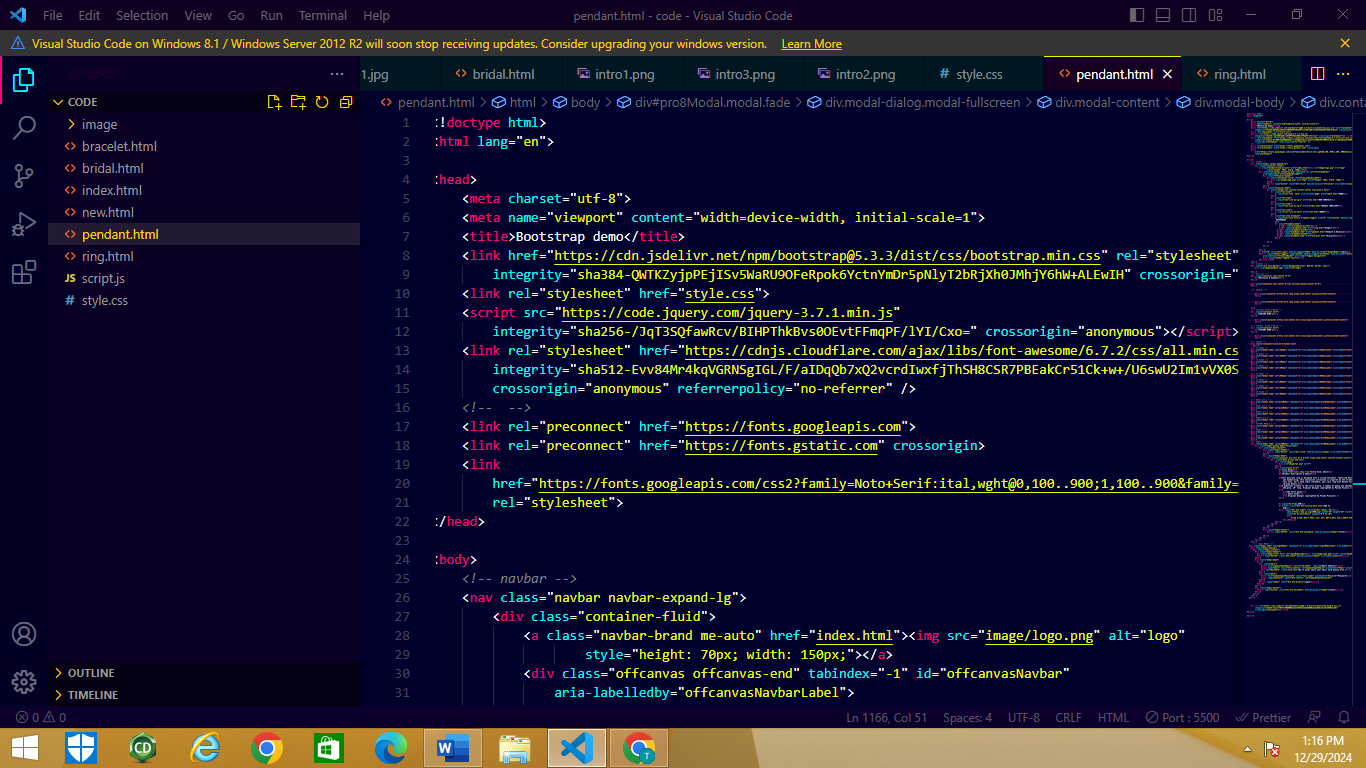 File Edit Selection View Go Run Terminal Help pendant.html - code - Visual Studio Code
Visual Studio Code on Windows 8.1 / Windows Server 2012 R2 will soon stop receiving updates. Consider upgrading your windows version. Learn More
EXPLORER
1.jpg bridal.html intro1.png intro3.png intro2.png style.css pendant.html ring.html
CODE
pendant.html > html > body > div#pro8Modal.modal.fade > div.modal-dialog.modal-fullscreen > div.modal-content > div.modal-body > div.conta
image
bracelet.html
bridal.html
index.html
new.html
pendant.html
ring.html
JS script.js
# style.css
OUTLINE
TIMELINE
1 <!doctype html>
2 <html lang="en">
3
4 <head>
5 <meta charset="utf-8">
6 <meta name="viewport" content="width=device-width, initial-scale=1">
7 <title>Bootstrap demo</title>
8 <link href="https://cdn.jsdelivr.net/npm/bootstrap@5.3.3/dist/css/bootstrap.min.css" rel="stylesheet"
9 integrity="sha384-QWTKZyjpPEjISv5WaRU9OFeRpok6YctnYmDr5pNlyT2bRjXh0JMhjY6hW+ALEwIH" crossorigin="
10 <link rel="stylesheet" href="style.css">
11 <script src="https://code.jquery.com/jquery-3.7.1.min.js"
12 integrity="sha256-/JqT3SQfawRcv/BIHPThkBvs0OEvtFFmqPF/lYI/Cxo=" crossorigin="anonymous"></script>
13 <link rel="stylesheet" href="https://cdnjs.cloudflare.com/ajax/libs/font-awesome/6.7.2/css/all.min.cs
14 integrity="sha512-Evv84Mr4kqVGRNSgIGL/F/aIDqQb7xQ2vcrdIwxfjThSH8CSR7PBEakCr51Ck+w+/U6swU2Im1vVX0S
15 crossorigin="anonymous" referrerpolicy="no-referrer" />
16 <!--  -->
17 <link rel="preconnect" href="https://fonts.googleapis.com">
18 <link rel="preconnect" href="https://fonts.gstatic.com" crossorigin>
19 <link
20 href="https://fonts.googleapis.com/css2?family=Noto+Serif:ital,wght@0,100..900;1,100..900&family=
21 rel="stylesheet">
22 </head>
23
24 <body>
25 <!-- navbar -->
26 <nav class="navbar navbar-expand-lg">
27 <div class="container-fluid">
28 <a class="navbar-brand me-auto" href="index.html"><img src="image/logo.png" alt="logo"
29 style="height: 70px; width: 150px;"></a>
30 <div class="offcanvas offcanvas-end" tabindex="-1" id="offcanvasNavbar"
31 aria-labelledby="offcanvasNavbarLabel">
0 0 Ln 1166, Col 51 Spaces: 4 UTF-8 CRLF HTML Port : 5500 Prettier
CD
1:16 PM
12/29/2024